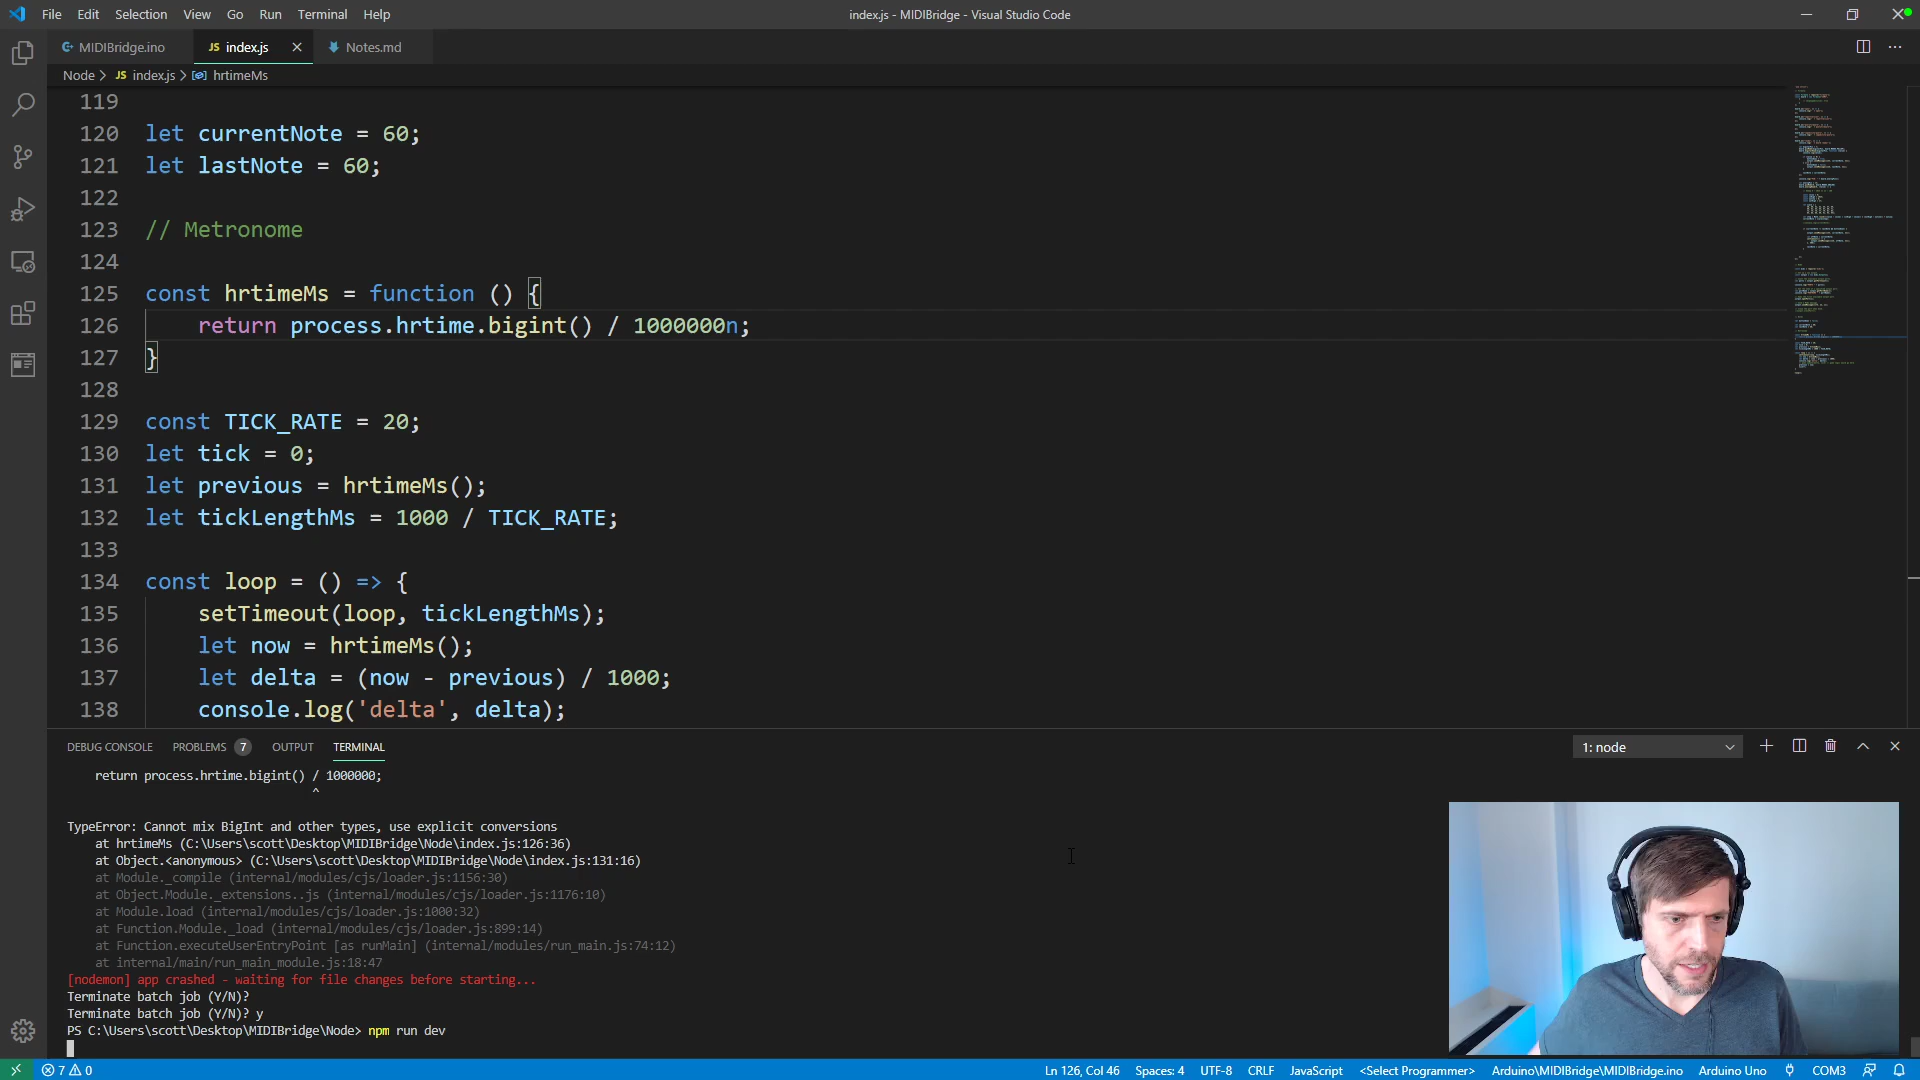 File Edit Selection View Go Run Terminal Help
index.js - MIDIBridge - Visual Studio Code
MIDIBridge.ino
JS index.js
Notes.md
Node > JS index.js > hrtimeMs
119
120 let currentNote = 60;
121 let lastNote = 60;
122
123 // Metronome
124
125 const hrtimeMs = function () {
126 return process.hrtime.bigint() / 1000000n;
127 }
128
129 const TICK_RATE = 20;
130 let tick = 0;
131 let previous = hrtimeMs();
132 let tickLengthMs = 1000 / TICK_RATE;
133
134 const loop = () => {
135 setTimeout(loop, tickLengthMs);
136 let now = hrtimeMs();
137 let delta = (now - previous) / 1000;
138 console.log('delta', delta);
DEBUG CONSOLE PROBLEMS 7 OUTPUT TERMINAL
1: node
return process.hrtime.bigint() / 1000000;
^
TypeError: Cannot mix BigInt and other types, use explicit conversions
at hrtimeMs (C:\Users\scott\Desktop\MIDIBridge\Node\index.js:126:36)
at Object.<anonymous> (C:\Users\scott\Desktop\MIDIBridge\Node\index.js:131:16)
at Module._compile (internal/modules/cjs/loader.js:1156:30)
at Object.Module._extensions..js (internal/modules/cjs/loader.js:1176:10)
at Module.load (internal/modules/cjs/loader.js:1000:32)
at Function.Module._load (internal/modules/cjs/loader.js:899:14)
at Function.executeUserEntryPoint [as runMain] (internal/modules/run_main.js:74:12)
at internal/main/run_main_module.js:18:47
[nodemon] app crashed - waiting for file changes before starting...
Terminate batch job (Y/N)?
Terminate batch job (Y/N)? y
PS C:\Users\scott\Desktop\MIDIBridge\Node> npm run dev
7 0
Ln 126, Col 46 Spaces: 4 UTF-8 CRLF JavaScript <Select Programmer> Arduino\MIDIBridge\MIDIBridge.ino Arduino Uno COM3